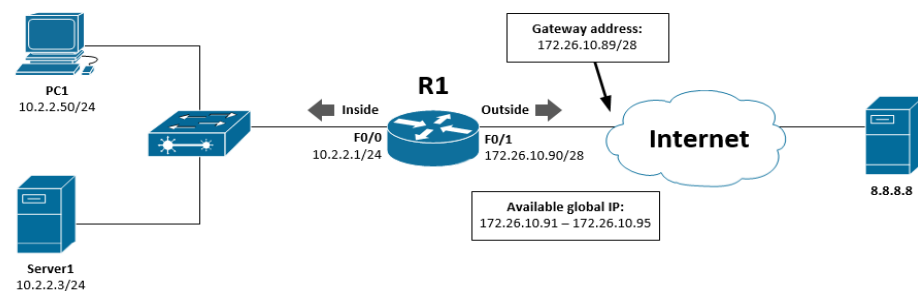 Gateway address:
172.26.10.89/28
PC1
10.2.2.50/24
R1
Inside
Outside
F0/0
10.2.2.1/24
F0/1
172.26.10.90/28
Internet
8.8.8.8
Available global IP:
172.26.10.91 – 172.26.10.95
Server1
10.2.2.3/24